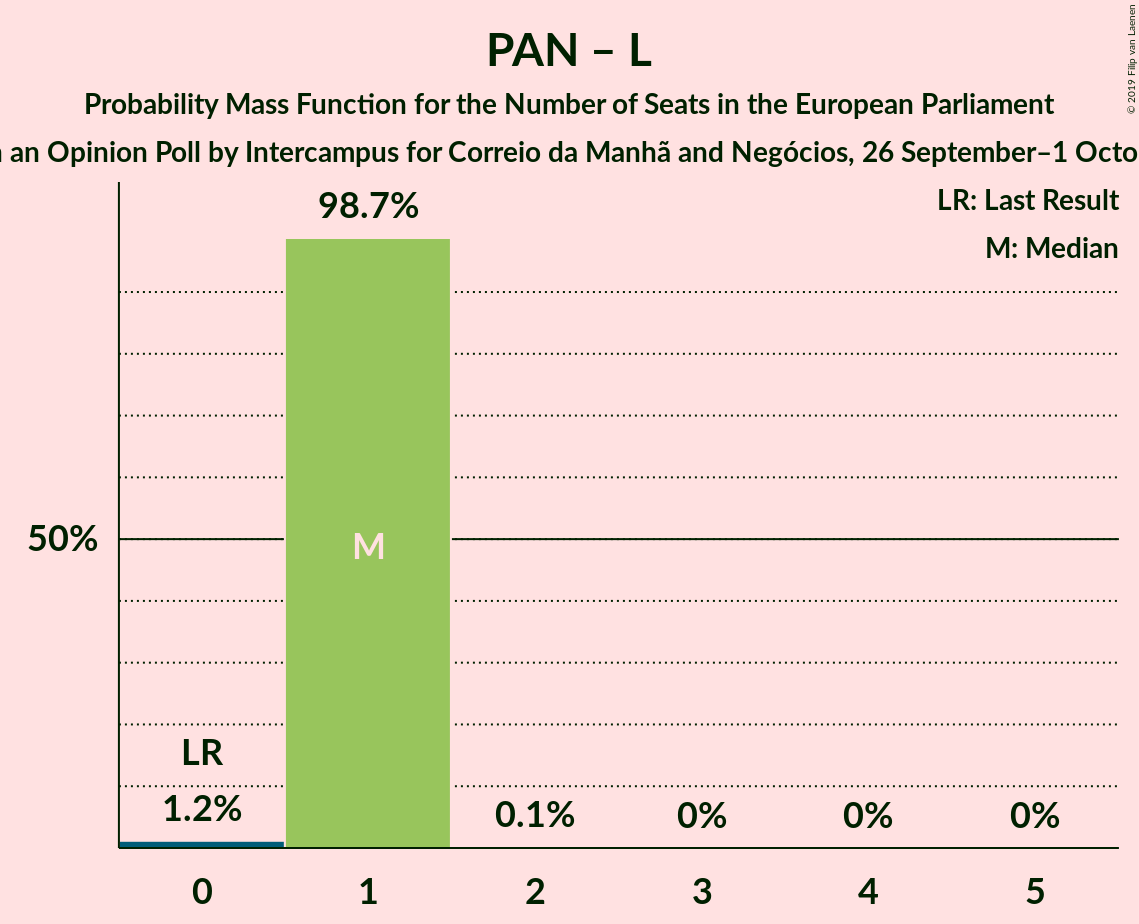 PAN – L
Probability Mass Function for the Number of Seats in the European Parliament
an Opinion Poll by Intercampus for Correio da Manhã and Negócios, 26 September–1 Octo
© 2019 Filip van Laenen
LR: Last Result
M: Median
98.7%
50%
M
LR
1.2%
0.1%
0%
0%
0%
0
1
2
3
4
5